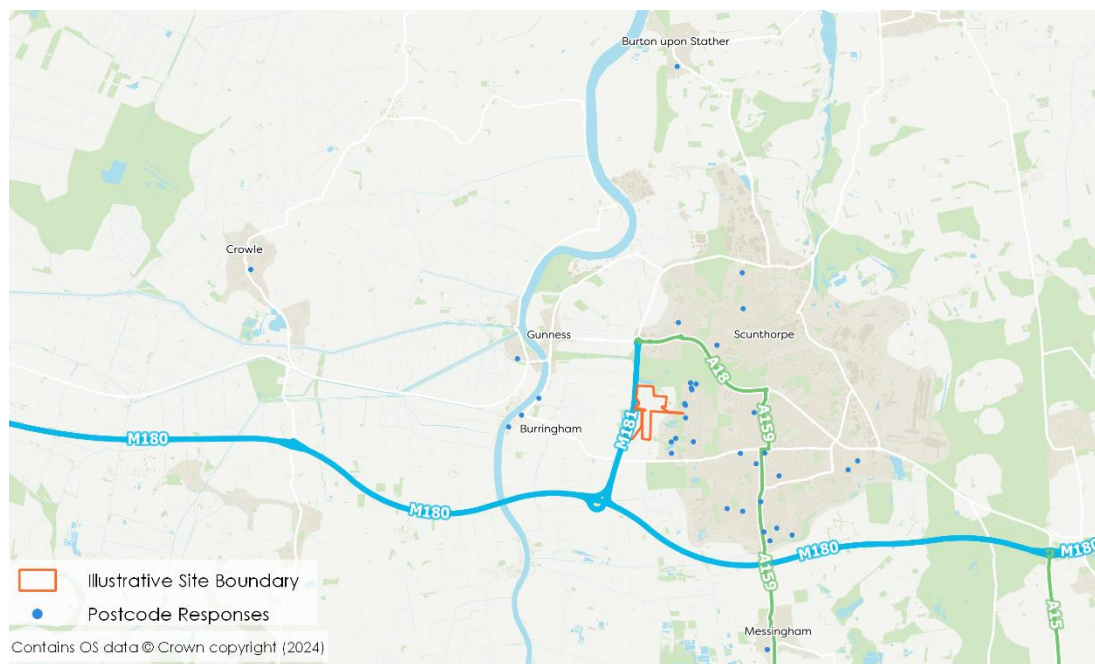 Burton upon Stather
Crowle
Gunness
Scunthorpe
A18
M181
A159
Burringham
M180
M180
M180
M180
A159
A15
Messingham
Illustrative Site Boundary
Postcode Responses
Contains OS data © Crown copyright (2024)